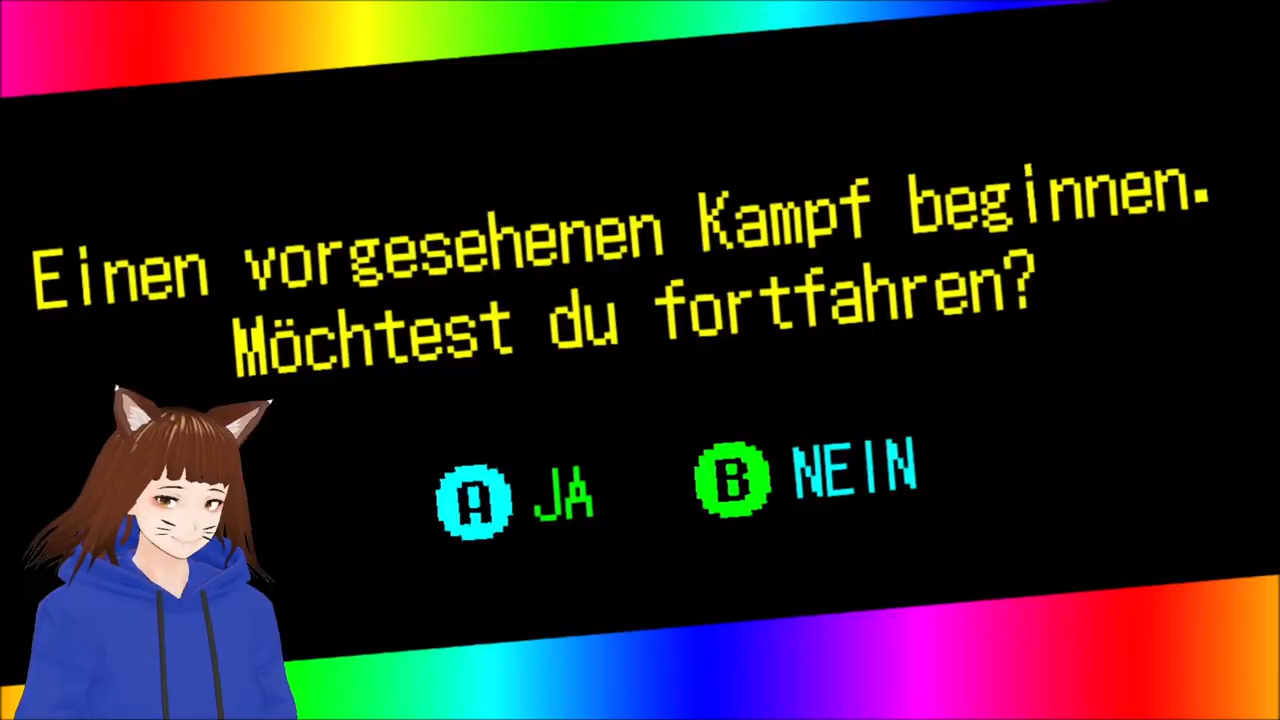 Einen vorgesehenen Kampf beginnen.
Möchtest du fortfahren?
A JA B NEIN